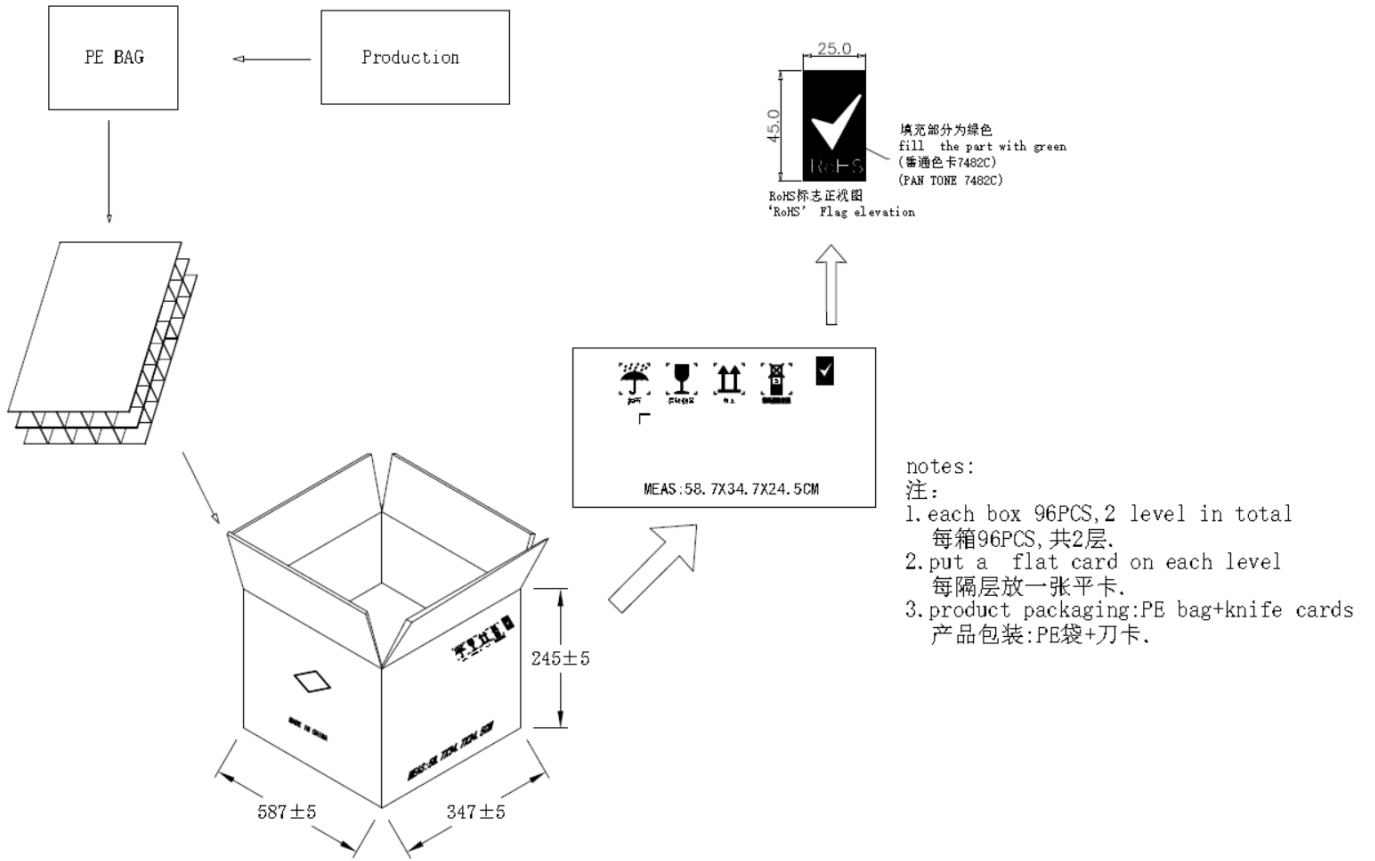 PE BAG
Production
25.0
45.0
RoHS
填充部分为绿色
fill the part with green
(番通色卡7482C)
(PAN TONE 7482C)
RoHS标志正视图
'RoHS' Flag elevation
MEAS:58.7X34.7X24.5CM
notes:
注:
1.each box 96PCS,2 level in total
每箱96PCS,共2层.
2.put a flat card on each level
每隔层放一张平卡.
3.product packaging:PE bag+knife cards
产品包装:PE袋+刀卡.
245±5
MADE IN CHINA
587±5
347±5